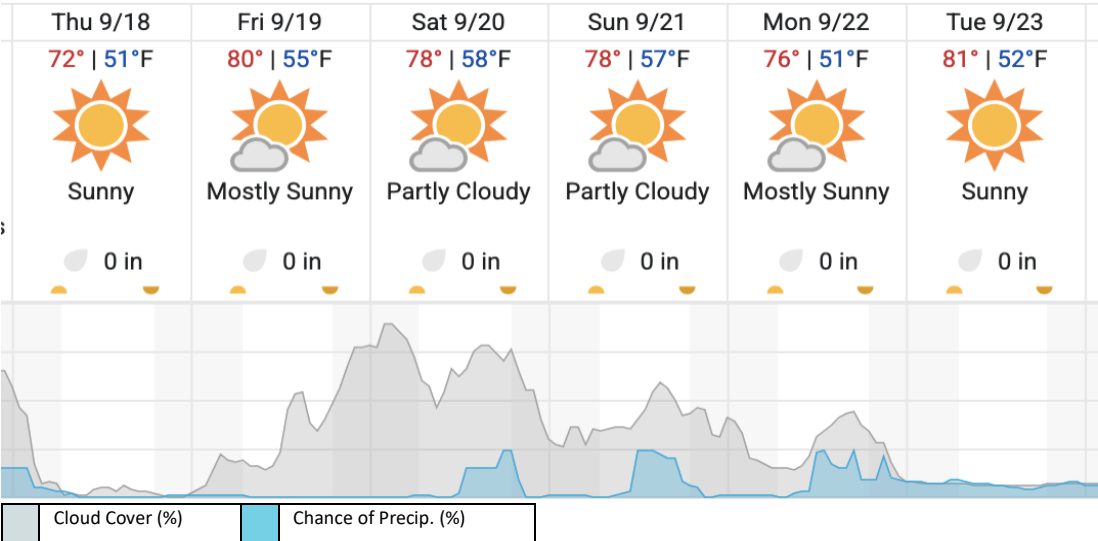 Thu 9/18 Fri 9/19 Sat 9/20 Sun 9/21 Mon 9/22 Tue 9/23
72° | 51°F 80° | 55°F 78° | 58°F 78° | 57°F 76° | 51°F 81° | 52°F
Sunny Mostly Sunny Partly Cloudy Partly Cloudy Mostly Sunny Sunny
s
0 in 0 in 0 in 0 in 0 in 0 in
Cloud Cover (%) Chance of Precip. (%)